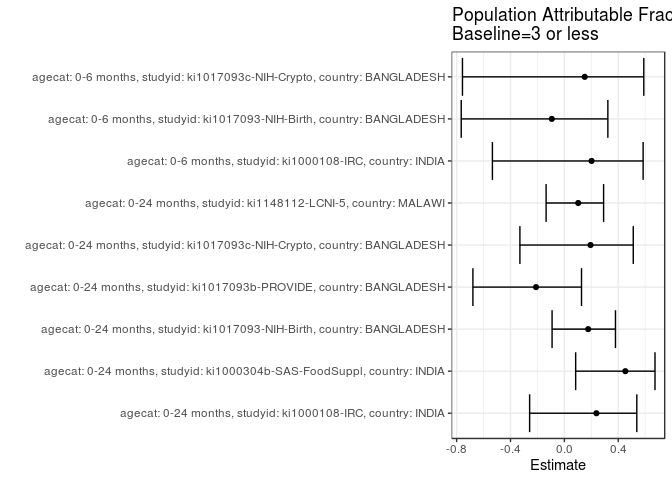 Population Attributable Frac
Baseline=3 or less
agecat: 0-6 months, studyid: ki1017093c-NIH-Crypto, country: BANGLADESH
agecat: 0-6 months, studyid: ki1017093-NIH-Birth, country: BANGLADESH
agecat: 0-6 months, studyid: ki1000108-IRC, country: INDIA
agecat: 0-24 months, studyid: ki1148112-LCNI-5, country: MALAWI
agecat: 0-24 months, studyid: ki1017093c-NIH-Crypto, country: BANGLADESH
agecat: 0-24 months, studyid: ki1017093b-PROVIDE, country: BANGLADESH
agecat: 0-24 months, studyid: ki1017093-NIH-Birth, country: BANGLADESH
agecat: 0-24 months, studyid: ki1000304b-SAS-FoodSuppl, country: INDIA
agecat: 0-24 months, studyid: ki1000108-IRC, country: INDIA
-0.8 -0.4 0.0 0.4
Estimate